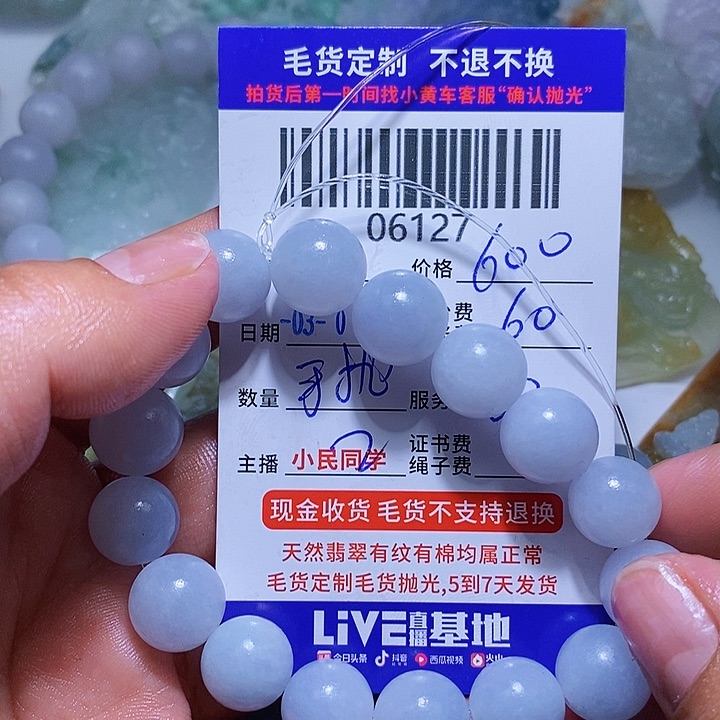 毛货定制 不退不换
拍货后第一时间找小黄车客服“确认抛光”
06127
价格 600
费 60
日期 -03-
数量 手抛 服务
证书费
主播 小民同学 2 绳子费
现金收货 毛货不支持退换
天然翡翠有纹有棉均属正常
毛货定制毛货抛光,5到7天发货
LiVE直播基地
今日头条 抖音 西瓜视频 火山